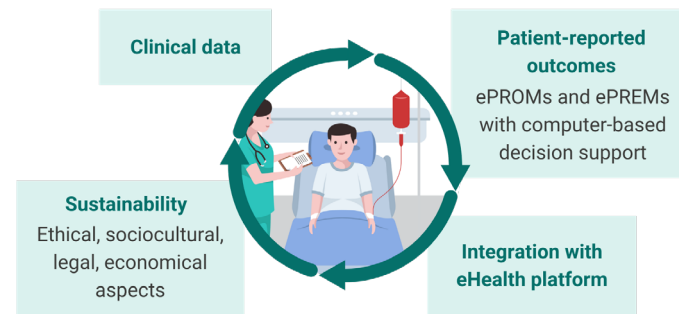 Clinical data
Patient-reported
outcomes
ePROMs and ePREMs
with computer-based
decision support
Sustainability
Ethical, sociocultural,
legal, economical
aspects
Integration with
eHealth platform